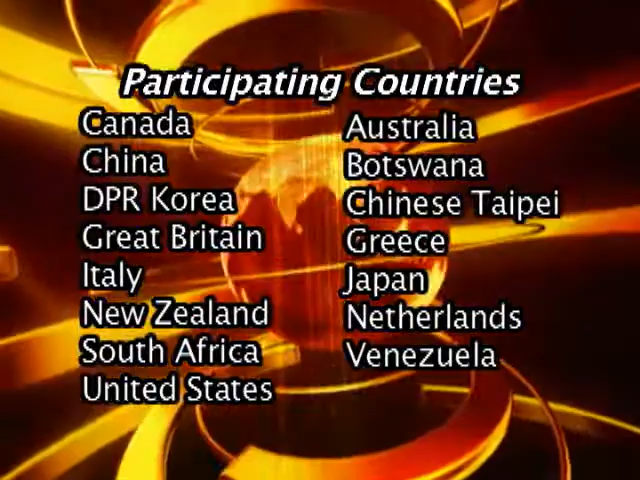 Participating Countries
Canada
China
DPR Korea
Great Britain
Italy
New Zealand
South Africa
United States
Australia
Botswana
Chinese Taipei
Greece
Japan
Netherlands
Venezuela